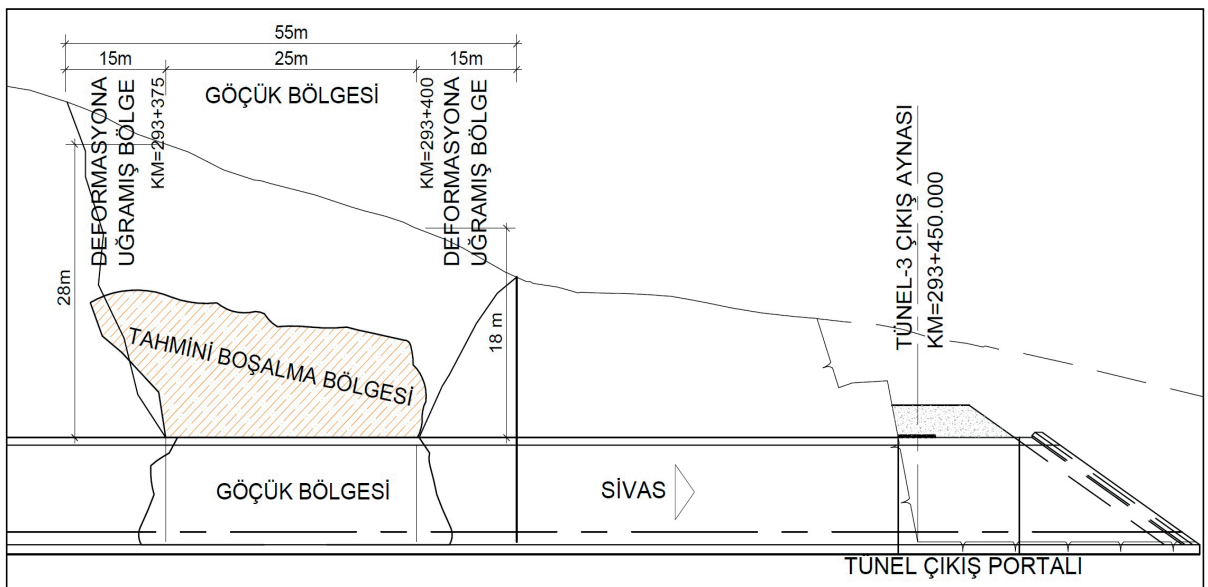 55m
15m
25m
15m
DEFORMASYONA
UĞRAMIŞ BÖLGE
KM=293+375
GÖÇÜK BÖLGESİ
KM=293+400
DEFORMASYONA
UĞRAMIŞ BÖLGE
TÜNEL-3 ÇIKIŞ AYNASI
KM=293+450.000
28m
18 m
TAHMİNİ BOŞALMA BÖLGESİ
GÖÇÜK BÖLGESİ
SİVAS
TÜNEL ÇIKIŞ PORTALI